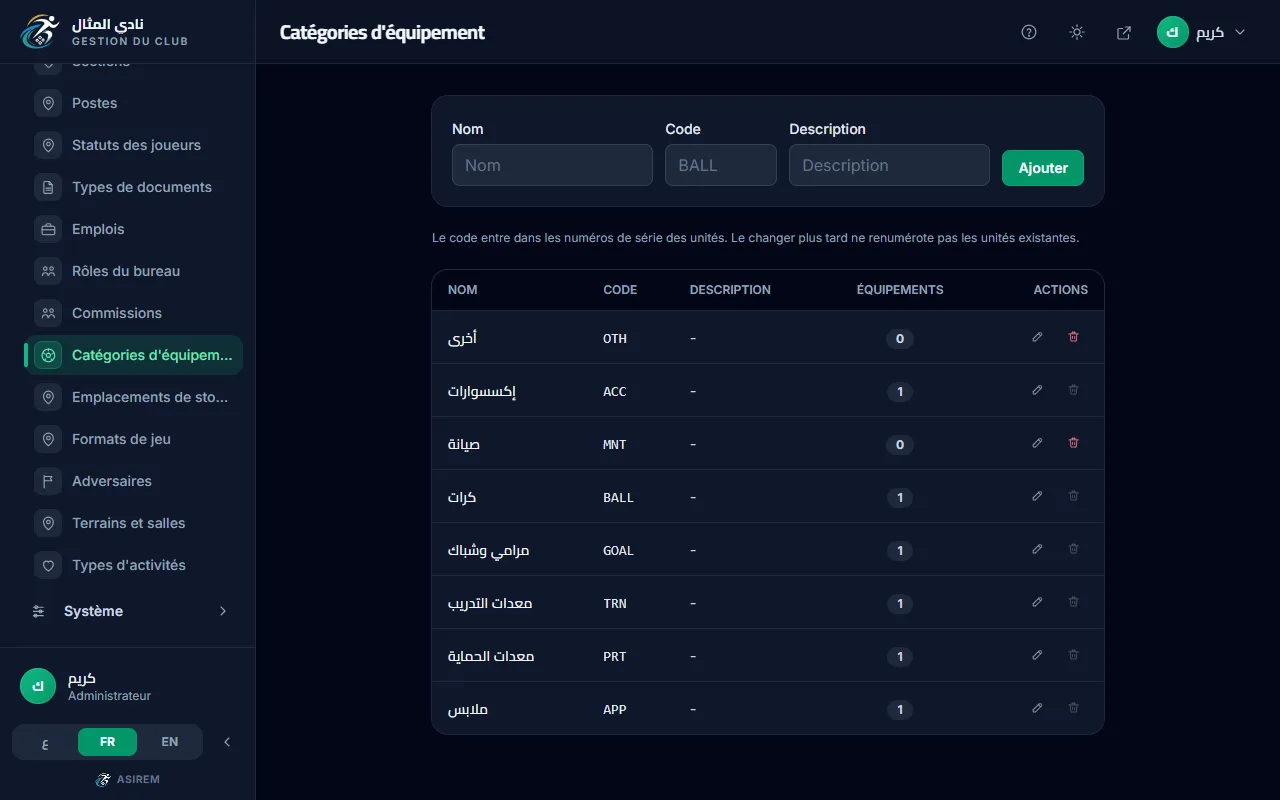 نادي المثال
GESTION DU CLUB
Sections
Postes
Statuts des joueurs
Types de documents
Emplois
Rôles du bureau
Commissions
Catégories d'équipem...
Emplacements de sto...
Formats de jeu
Adversaires
Terrains et salles
Types d'activités
Système
ك كريم
Administrateur
ع FR EN
ASIREM
Catégories d'équipement
ك كريم
Nom Code Description
Nom BALL Description Ajouter
Le code entre dans les numéros de série des unités. Le changer plus tard ne renumérote pas les unités existantes.
NOM CODE DESCRIPTION ÉQUIPEMENTS ACTIONS
أخرى OTH - 0
إكسسوارات ACC - 1
صيانة MNT - 0
كرات BALL - 1
مرامي وشباك GOAL - 1
معدات التدريب TRN - 1
معدات الحماية PRT - 1
ملابس APP - 1